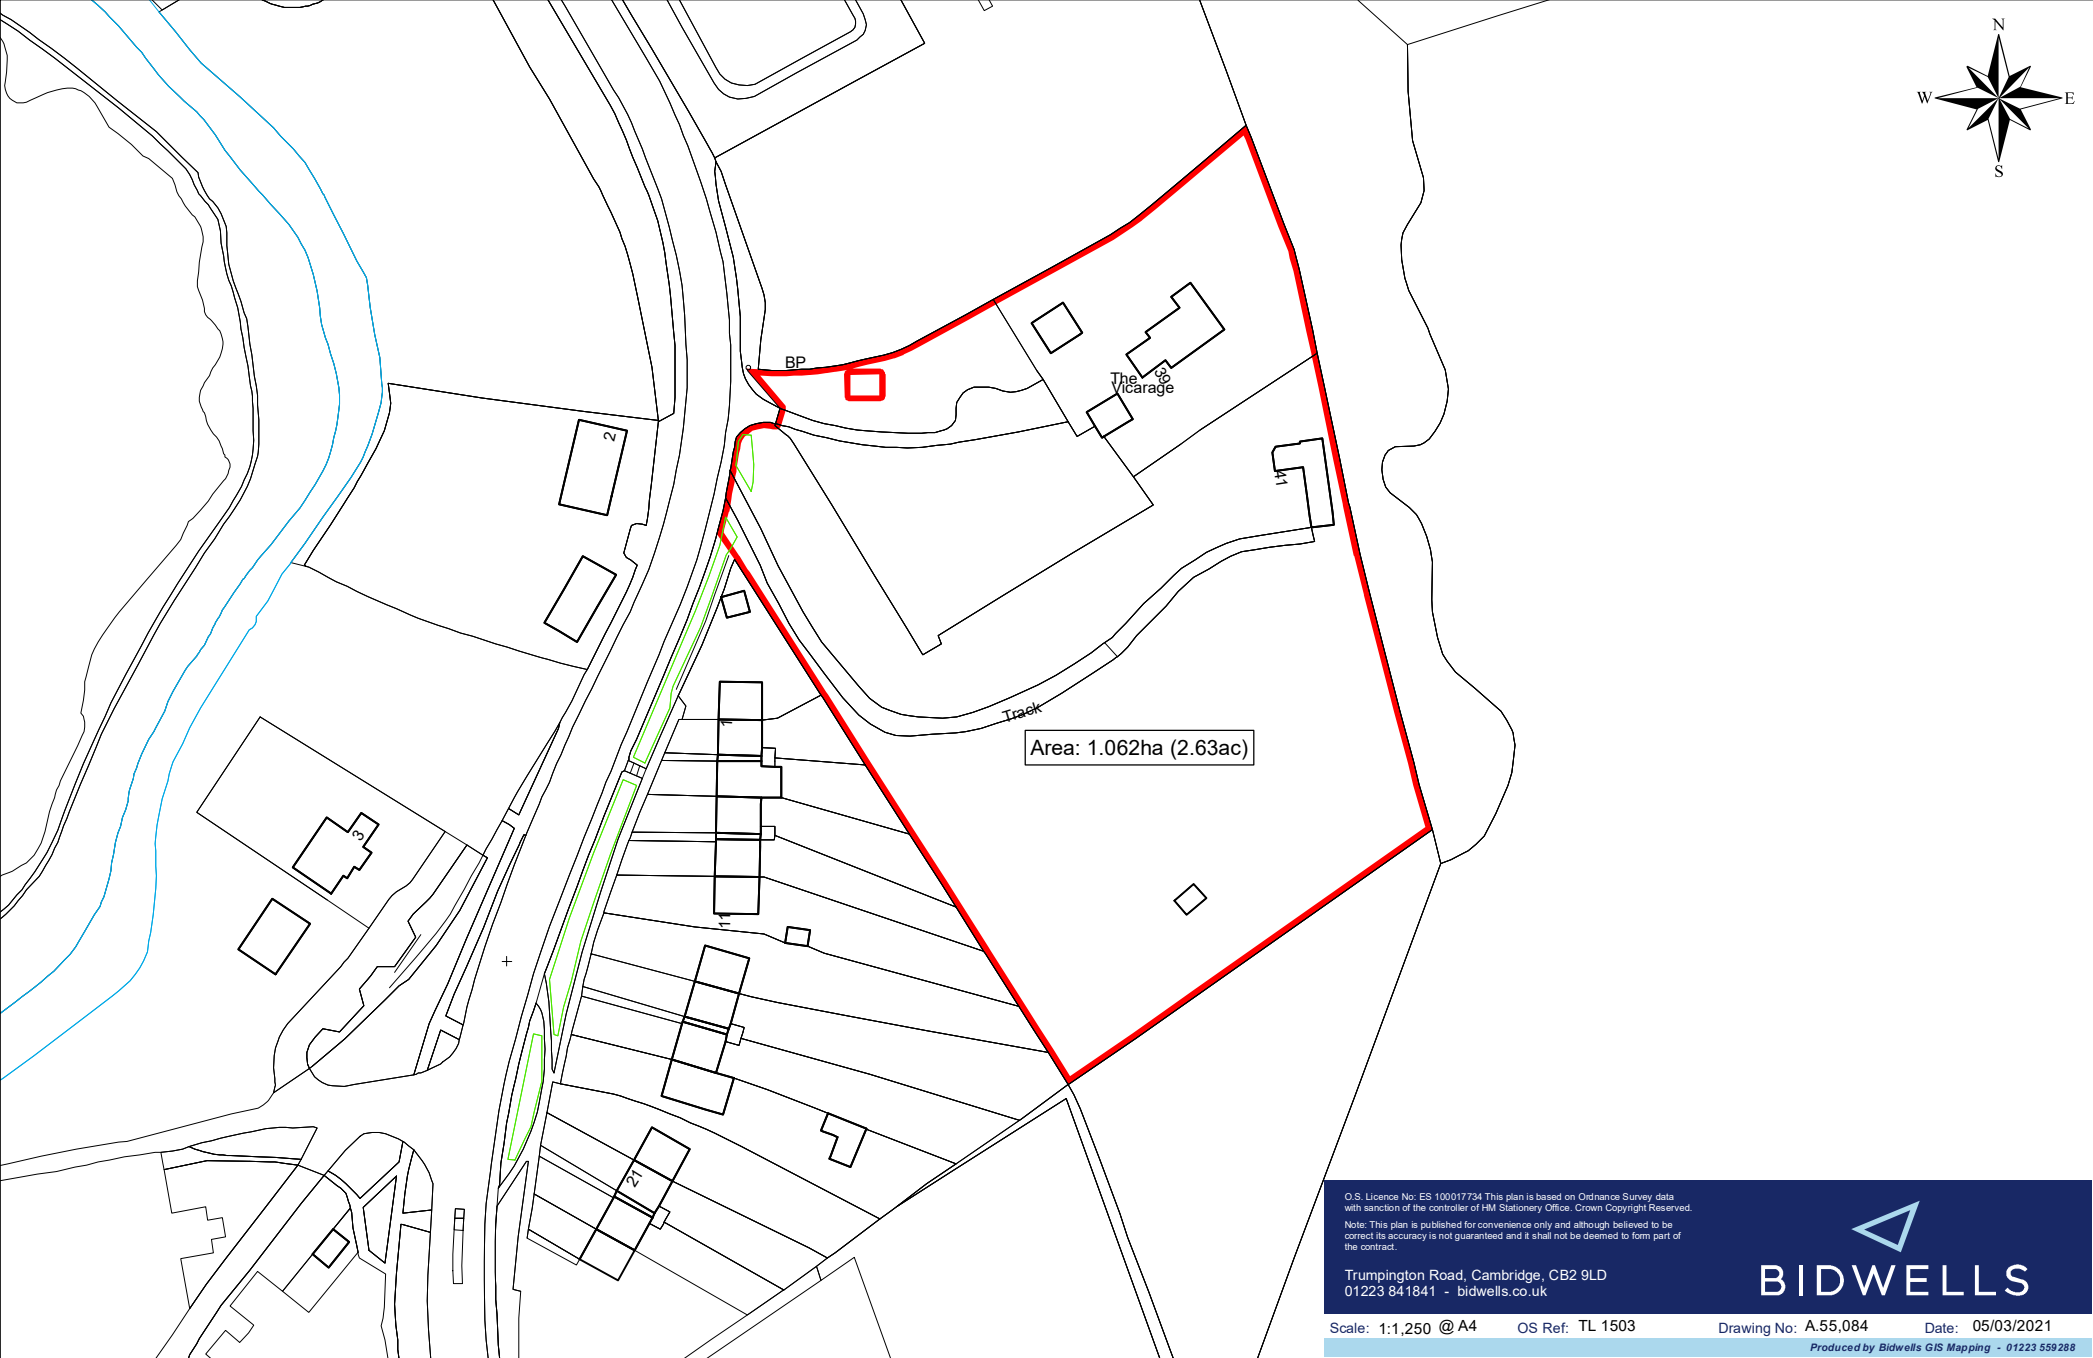 N
W E
S
BP
39
The
Vicarage
2
41
Track
1
Area: 1.062ha (2.63ac)
3
11
21
O.S. Licence No: ES 100017734 This plan is based on Ordnance Survey data
with sanction of the controller of HM Stationery Office. Crown Copyright Reserved.
Note: This plan is published for convenience only and although believed to be
correct its accuracy is not guaranteed and it shall not be deemed to form part of
the contract.
Trumpington Road, Cambridge, CB2 9LD
01223 841841 - bidwells.co.uk
BIDWELLS
Scale: 1:1,250 @ A4 OS Ref: TL 1503 Drawing No: A.55,084 Date: 05/03/2021
Produced by Bidwells GIS Mapping - 01223 559288